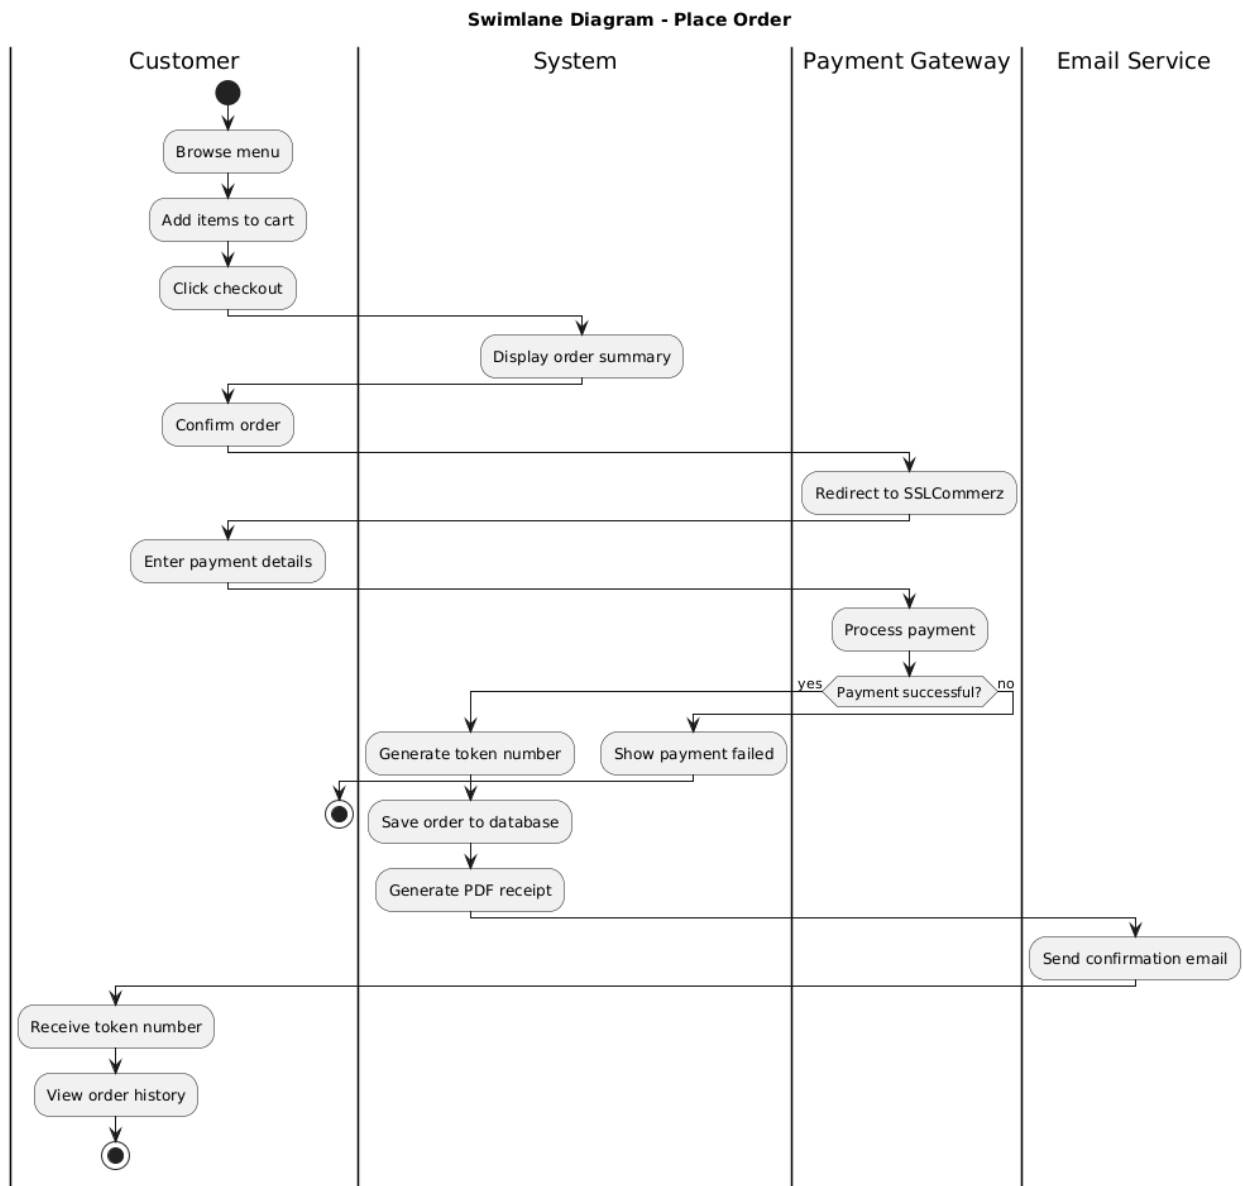 Swimlane Diagram - Place Order
Customer
System
Payment Gateway
Email Service
Browse menu
Add items to cart
Click checkout
Display order summary
Confirm order
Redirect to SSLCommerz
Enter payment details
Process payment
yes
Payment successful?
no
Generate token number
Show payment failed
Save order to database
Generate PDF receipt
Send confirmation email
Receive token number
View order history